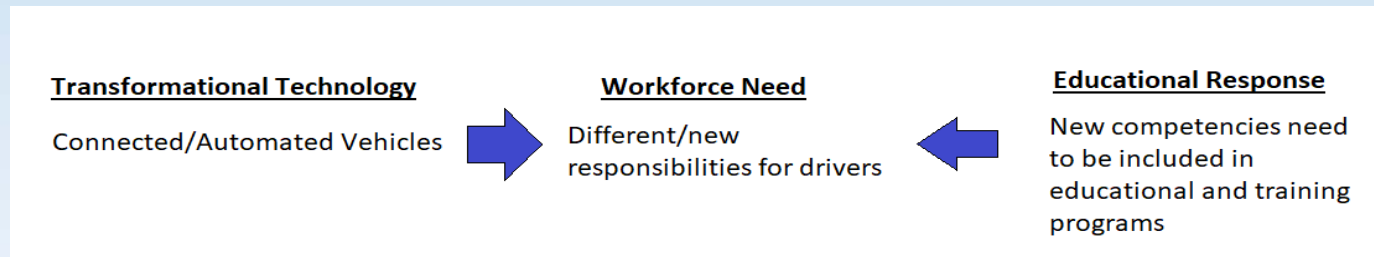 Transformational Technology
Connected/Automated Vehicles
Workforce Need
Different/new
responsibilities for drivers
Educational Response
New competencies need
to be included in
educational and training
programs